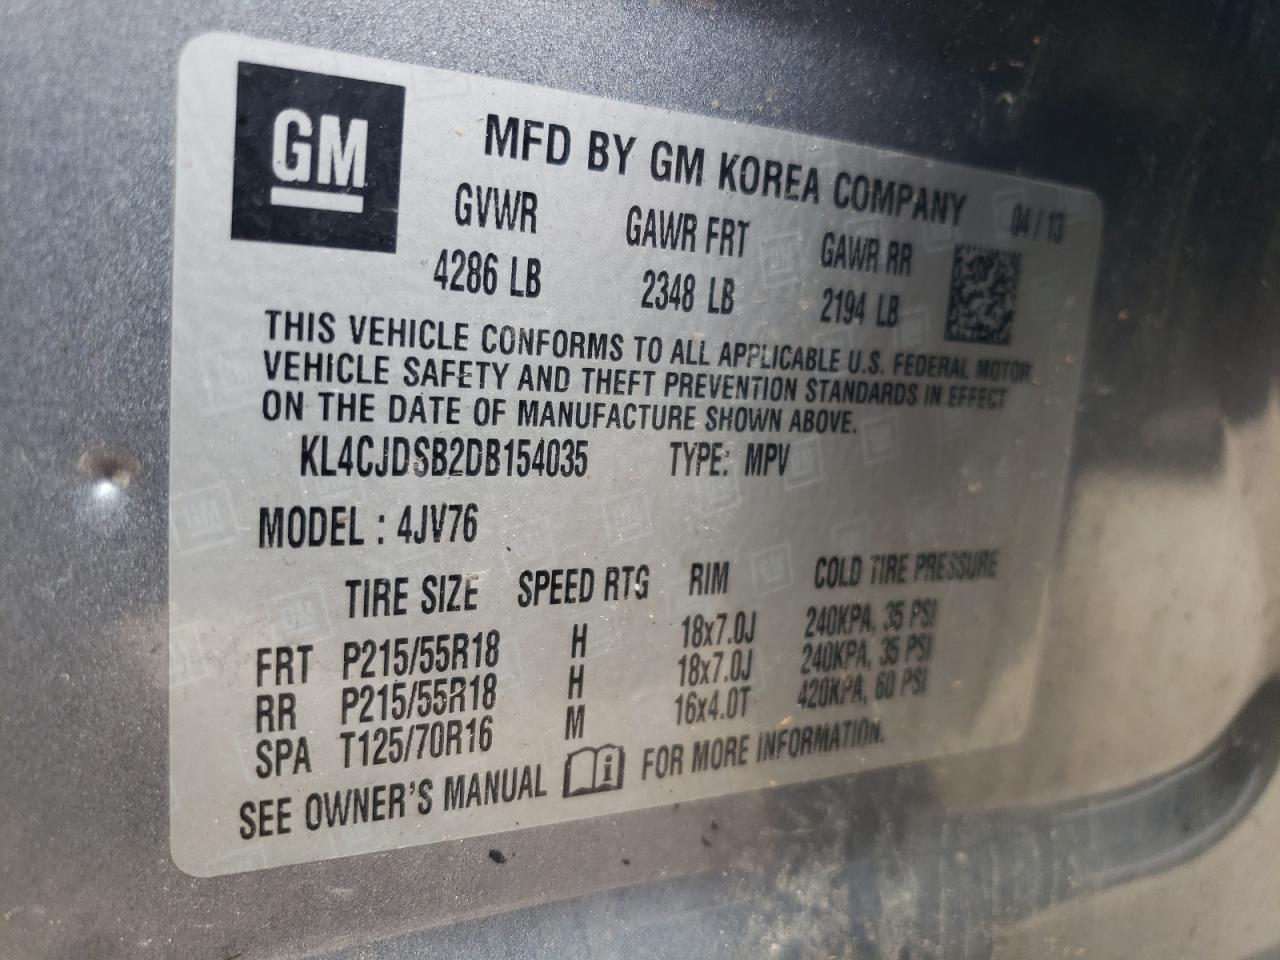 GM
MFD BY GM KOREA COMPANY 04/13
GVWR GAWR FRT GAWR RR
4286 LB 2348 LB 2194 LB
THIS VEHICLE CONFORMS TO ALL APPLICABLE U.S. FEDERAL MOTOR
VEHICLE SAFETY AND THEFT PREVENTION STANDARDS IN EFFECT
ON THE DATE OF MANUFACTURE SHOWN ABOVE.
KL4CJDSB2DB154035 TYPE: MPV
MODEL : 4JV76
TIRE SIZE SPEED RTG RIM COLD TIRE PRESSURE
FRT P215/55R18 H 18x7.0J 240KPA, 35 PSI
RR P215/55R18 H 18x7.0J 240KPA, 35 PSI
SPA T125/70R16 M 16x4.0T 420KPA, 60 PSI
SEE OWNER'S MANUAL i FOR MORE INFORMATION.